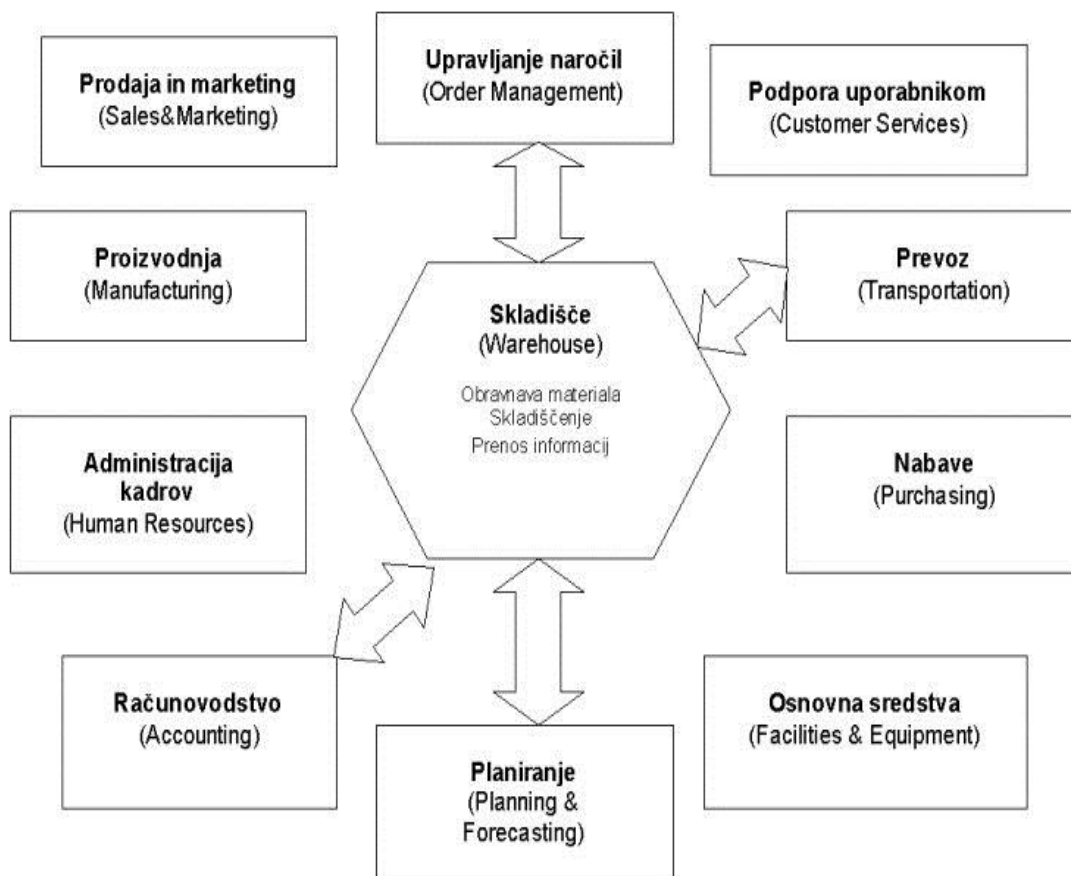 Prodaja in marketing
(Sales&Marketing)
Upravljanje naročil
(Order Management)
Podpora uporabnikom
(Customer Services)
Proizvodnja
(Manufacturing)
Skladišče
(Warehouse)
Obravnava materiala
Skladiščenje
Prenos informacij
Prevoz
(Transportation)
Administracija
kadrov
(Human Resources)
Nabave
(Purchasing)
Računovodstvo
(Accounting)
Planiranje
(Planning &
Forecasting)
Osnovna sredstva
(Facilities & Equipment)